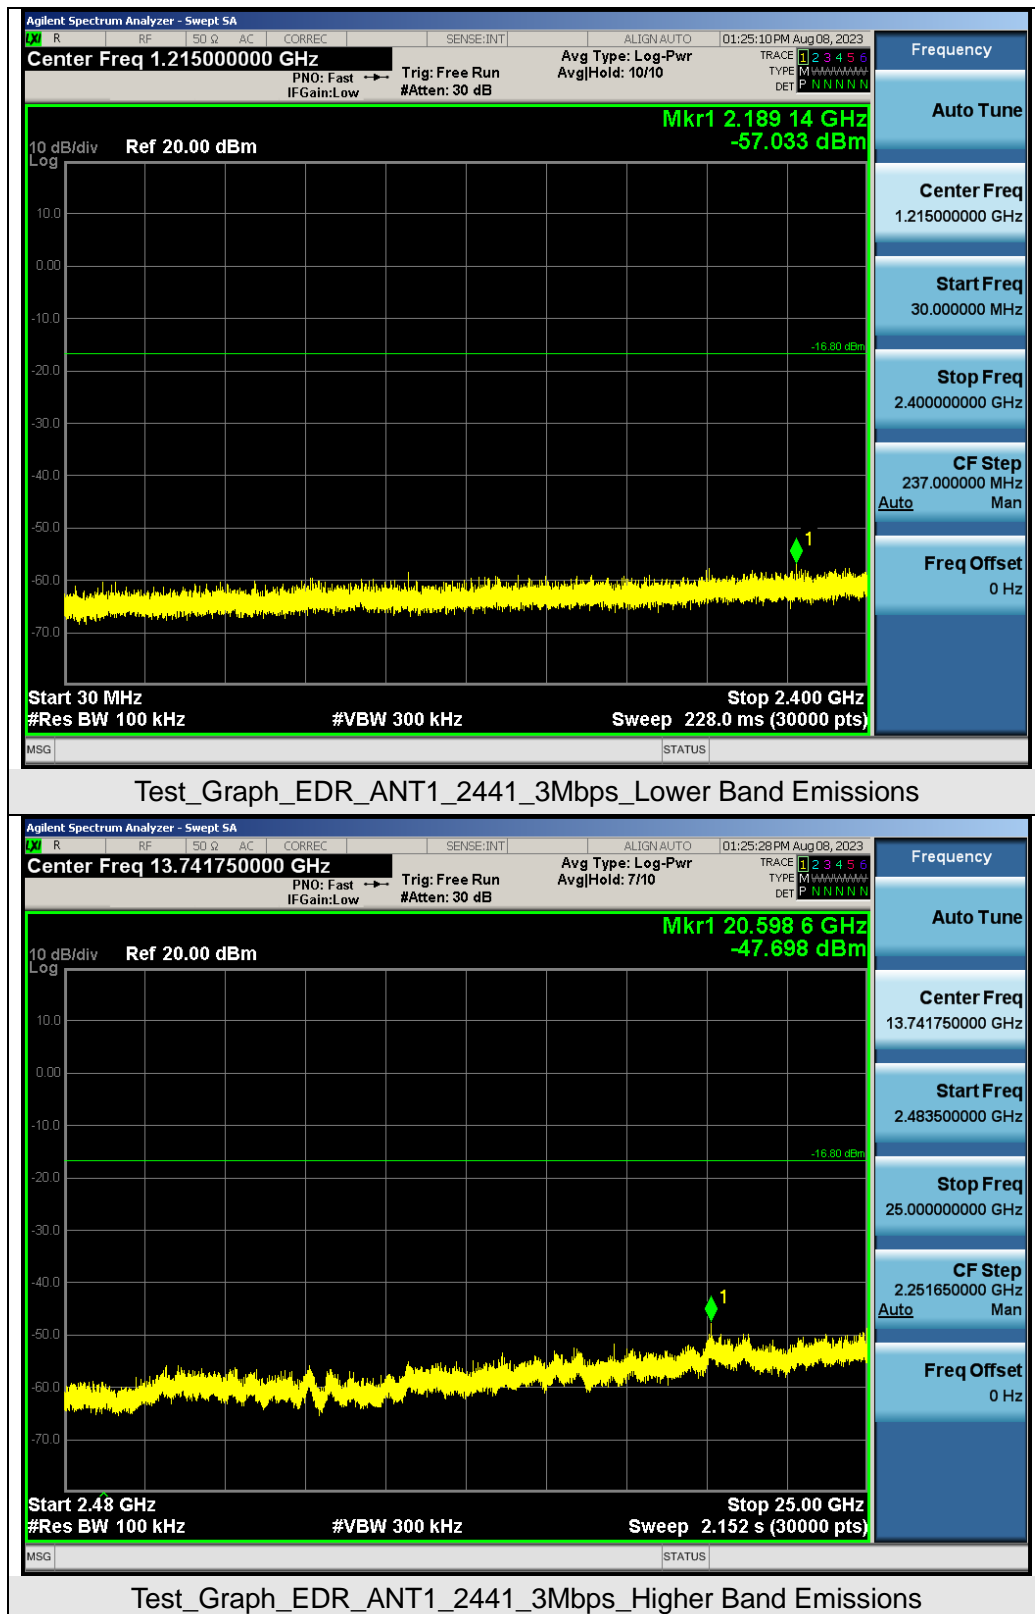 Agilent Spectrum Analyzer - Swept SA
LXI R RF 50 Ω AC CORREC SENSE:INT ALIGN AUTO 01:25:10 PM Aug 08, 2023
Center Freq 1.215000000 GHz
PNO: Fast
IFGain:Low
Trig: Free Run
#Atten: 30 dB
Avg Type: Log-Pwr
Avg|Hold: 10/10
TRACE 1 2 3 4 5 6
TYPE M
DET P N N N N N
Mkr1 2.189 14 GHz
-57.033 dBm
10 dB/div Ref 20.00 dBm
Log
10.0
0.00
-10.0
-16.80 dBm
-20.0
-30.0
-40.0
-50.0
1
-60.0
-70.0
Start 30 MHz Stop 2.400 GHz
#Res BW 100 kHz #VBW 300 kHz Sweep 228.0 ms (30000 pts)
MSG STATUS
Frequency
Auto Tune
Center Freq
1.215000000 GHz
Start Freq
30.000000 MHz
Stop Freq
2.400000000 GHz
CF Step
237.000000 MHz
Auto Man
Freq Offset
0 Hz
Test_Graph_EDR_ANT1_2441_3Mbps_Lower Band Emissions
Agilent Spectrum Analyzer - Swept SA
LXI R RF 50 Ω AC CORREC SENSE:INT ALIGN AUTO 01:25:28 PM Aug 08, 2023
Center Freq 13.741750000 GHz
PNO: Fast
IFGain:Low
Trig: Free Run
#Atten: 30 dB
Avg Type: Log-Pwr
Avg|Hold: 7/10
TRACE 1 2 3 4 5 6
TYPE M
DET P N N N N N
Mkr1 20.598 6 GHz
-47.698 dBm
10 dB/div Ref 20.00 dBm
Log
10.0
0.00
-10.0
-16.80 dBm
-20.0
-30.0
-40.0
1
-50.0
-60.0
-70.0
Start 2.48 GHz Stop 25.00 GHz
#Res BW 100 kHz #VBW 300 kHz Sweep 2.152 s (30000 pts)
MSG STATUS
Frequency
Auto Tune
Center Freq
13.741750000 GHz
Start Freq
2.483500000 GHz
Stop Freq
25.000000000 GHz
CF Step
2.251650000 GHz
Auto Man
Freq Offset
0 Hz
Test_Graph_EDR_ANT1_2441_3Mbps_Higher Band Emissions